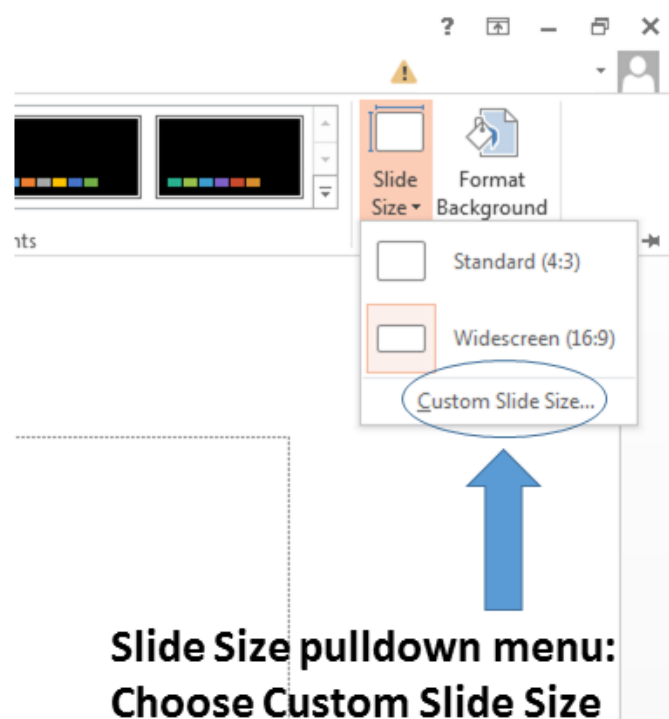 ?
Slide
Size
Format
Background
nts
Standard (4:3)
Widescreen (16:9)
Custom Slide Size...
Slide Size pulldown menu:
Choose Custom Slide Size